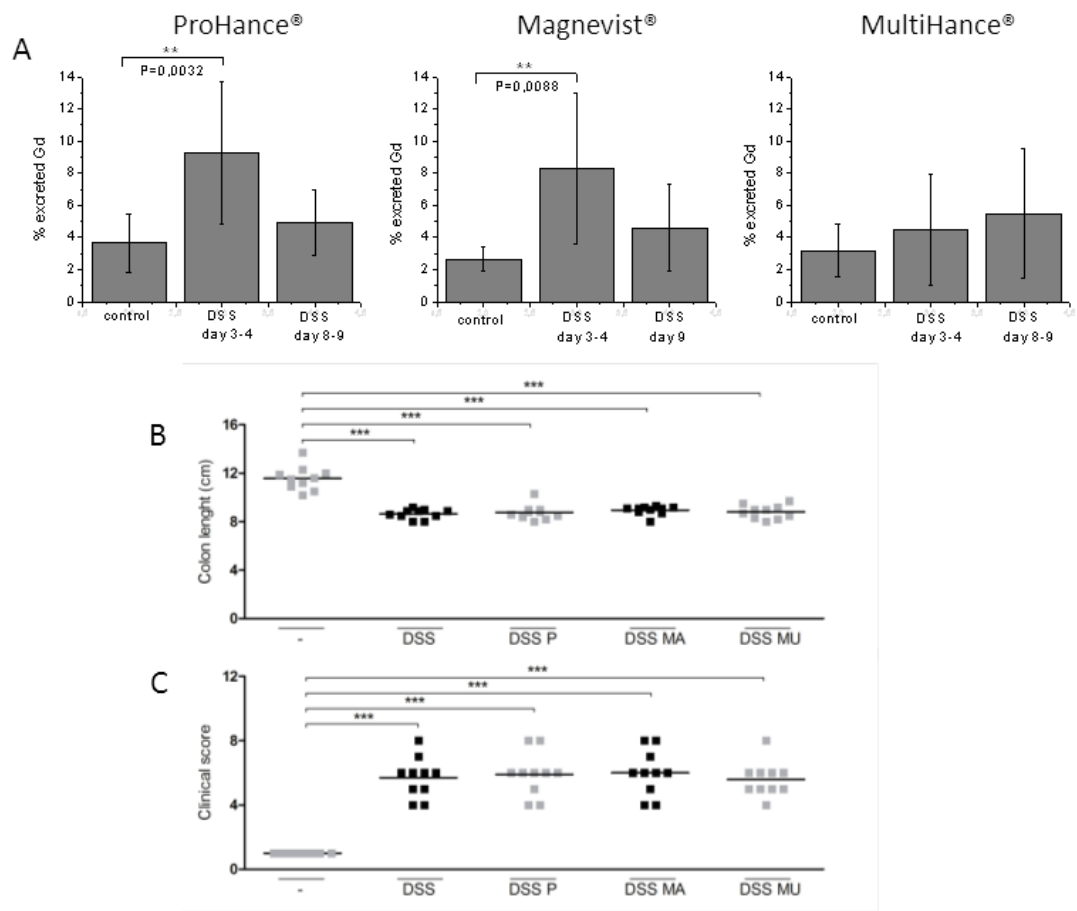 ProHance®
Magnevist®
MultiHance®
A
**
P=0,0032
14
12
10
8
6
4
2
0
% excreted Gd
control
DSS
day 3-4
DSS
day 8-9
**
P=0,0088
14
12
10
8
6
4
2
0
% excreted Gd
control
DSS
day 3-4
DSS
day 9
14
12
10
8
6
4
2
0
% excreted Gd
control
DSS
day 3-4
DSS
day 8-9
B
***
***
***
***
16
12
8
4
0
Colon lenght (cm)
-
DSS
DSS P
DSS MA
DSS MU
C
***
***
***
***
12
8
4
0
Clinical score
-
DSS
DSS P
DSS MA
DSS MU